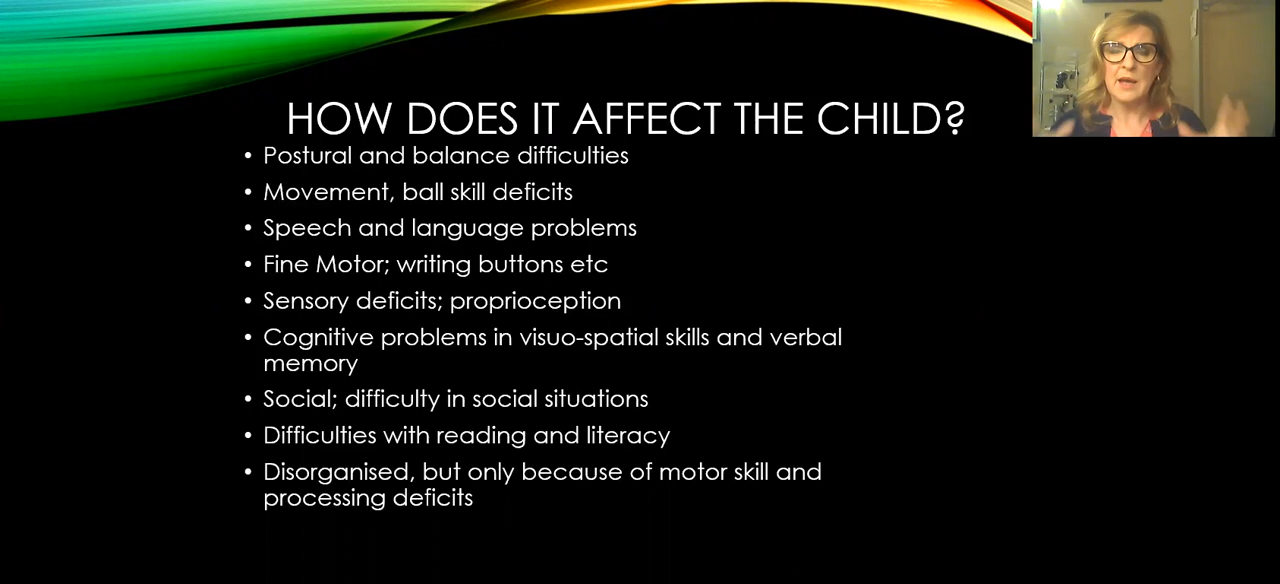 HOW DOES IT AFFECT THE CHILD?
• Postural and balance difficulties
• Movement, ball skill deficits
• Speech and language problems
• Fine Motor; writing buttons etc
• Sensory deficits; proprioception
• Cognitive problems in visuo-spatial skills and verbal
memory
• Social; difficulty in social situations
• Difficulties with reading and literacy
• Disorganised, but only because of motor skill and
processing deficits